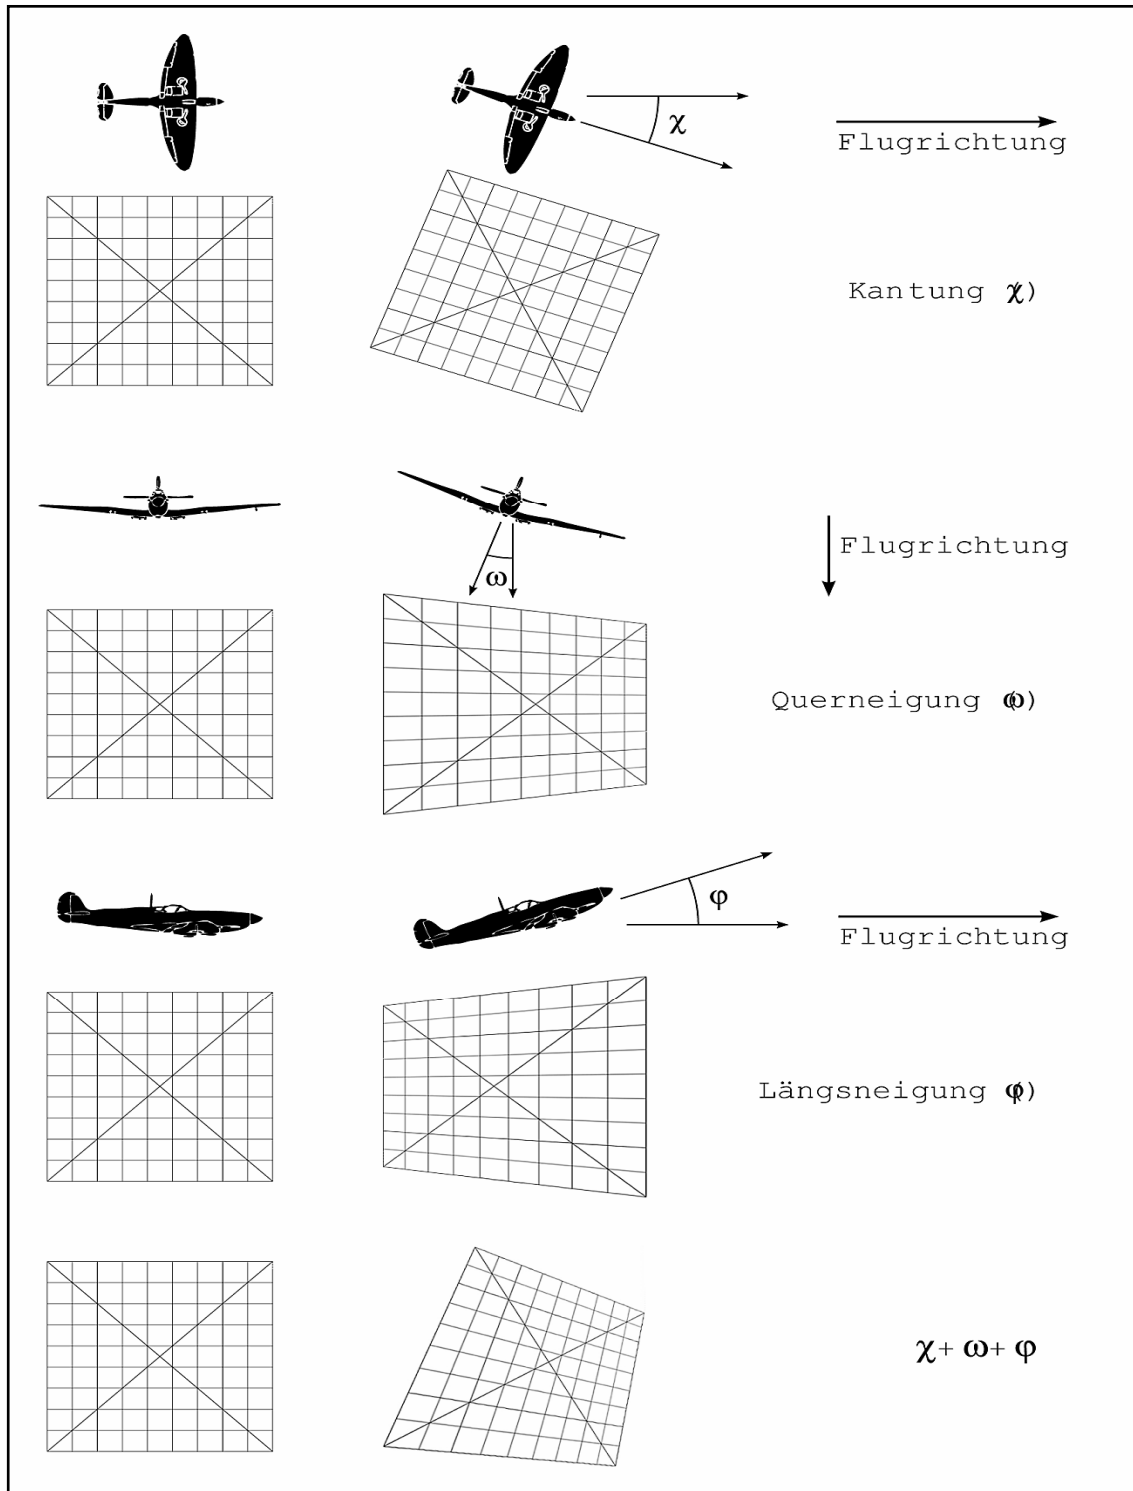 χ
Flugrichtung
Kantung (χ)
Flugrichtung
ω
Querneigung (ω)
φ
Flugrichtung
Längsneigung (φ)
χ+ ω+ φ